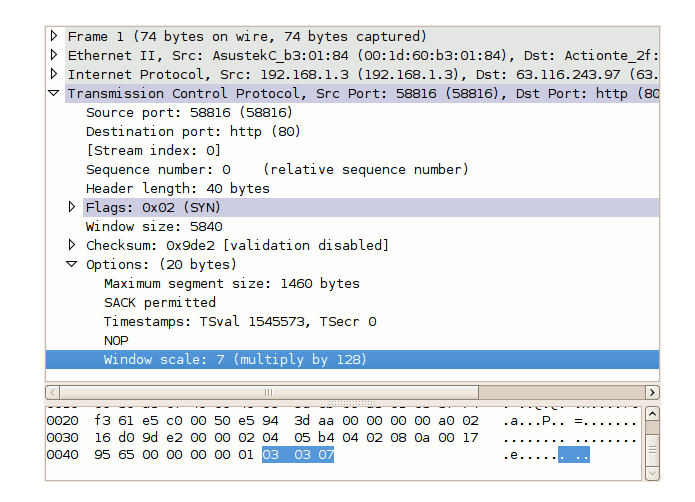 Frame 1 (74 bytes on wire, 74 bytes captured)
Ethernet II, Src: AsustekC_b3:01:84 (00:1d:60:b3:01:84), Dst: Actionte_2f:
Internet Protocol, Src: 192.168.1.3 (192.168.1.3), Dst: 63.116.243.97 (63.
Transmission Control Protocol, Src Port: 58816 (58816), Dst Port: http (80
Source port: 58816 (58816)
Destination port: http (80)
[Stream index: 0]
Sequence number: 0 (relative sequence number)
Header length: 40 bytes
Flags: 0x02 (SYN)
Window size: 5840
Checksum: 0x9de2 [validation disabled]
Options: (20 bytes)
Maximum segment size: 1460 bytes
SACK permitted
Timestamps: TSval 1545573, TSecr 0
NOP
Window scale: 7 (multiply by 128)
0020 f3 61 e5 c0 00 50 e5 94 3d aa 00 00 00 00 a0 02 .a...P.. =.......
0030 16 d0 9d e2 00 00 02 04 05 b4 04 02 08 0a 00 17 ........ ........
0040 95 65 00 00 00 00 01 03 03 07 .e...... ..